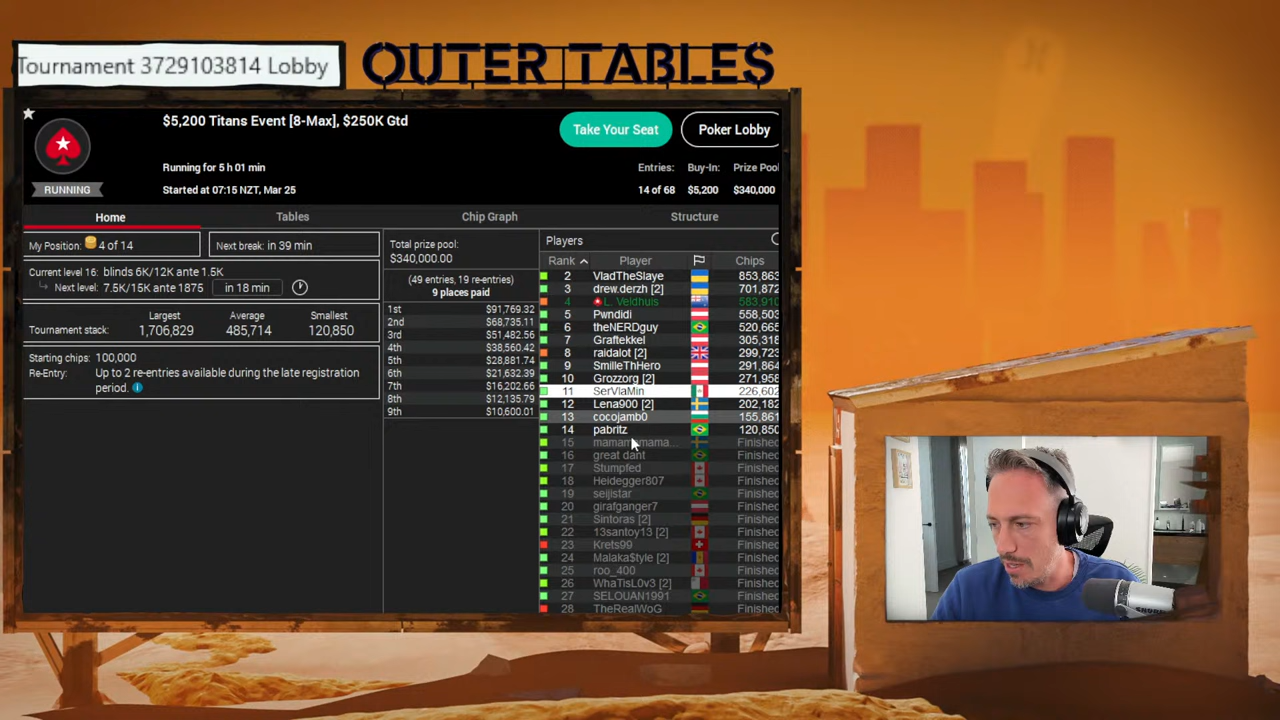 Tournament 3729103814 Lobby
OUTER TABLES
$5,200 Titans Event [8-Max], $250K Gtd
Take Your Seat
Poker Lobby
Running for 5 h 01 min
Entries: Buy-In: Prize Pool
RUNNING
Started at 07:15 NZT, Mar 25
14 of 68 $5,200 $340,000
Home Tables Chip Graph Structure
My Position: 4 of 14
Next break: in 39 min
Current level 16: blinds 6K/12K ante 1.5K
Next level: 7.5K/15K ante 1875 in 18 min
Largest Average Smallest
Tournament stack: 1,706,829 485,714 120,850
Starting chips: 100,000
Re-Entry: Up to 2 re-entries available during the late registration
period.
Total prize pool:
$340,000.00
(49 entries, 19 re-entries)
9 places paid
1st $91,769.32
2nd $68,735.11
3rd $51,482.56
4th $38,560.42
5th $28,881.74
6th $21,632.39
7th $16,202.66
8th $12,135.79
9th $10,600.01
Players
Rank Player Chips
2 VladTheSlaye 853,863
3 drew.derzh [2] 701,872
4 L. Veldhuis 583,910
5 Pwndidi 558,503
6 theNERDguy 520,665
7 Graftekkel 305,318
8 raidalot [2] 299,723
9 SmileThHero 291,864
10 Grozzorg [2] 271,958
11 SerVlaMin 226,602
12 Lena900 [2] 202,182
13 cocojamb0 155,861
14 pabritz 120,850
15 Finished
16 great dant Finished
17 Stumpfed Finished
18 Heidegger807 Finished
19 seijistar Finished
20 girafganger7 Finished
21 Sintoras [2] Finished
22 13santoy13 [2] Finished
23 Krets99 Finished
24 Malaka$tyle [2] Finished
25 roo_400 Finished
26 WhaTisL0v3 [2] Finished
27 SELOUAN1991 Finished
28 TheRealWoG Finished